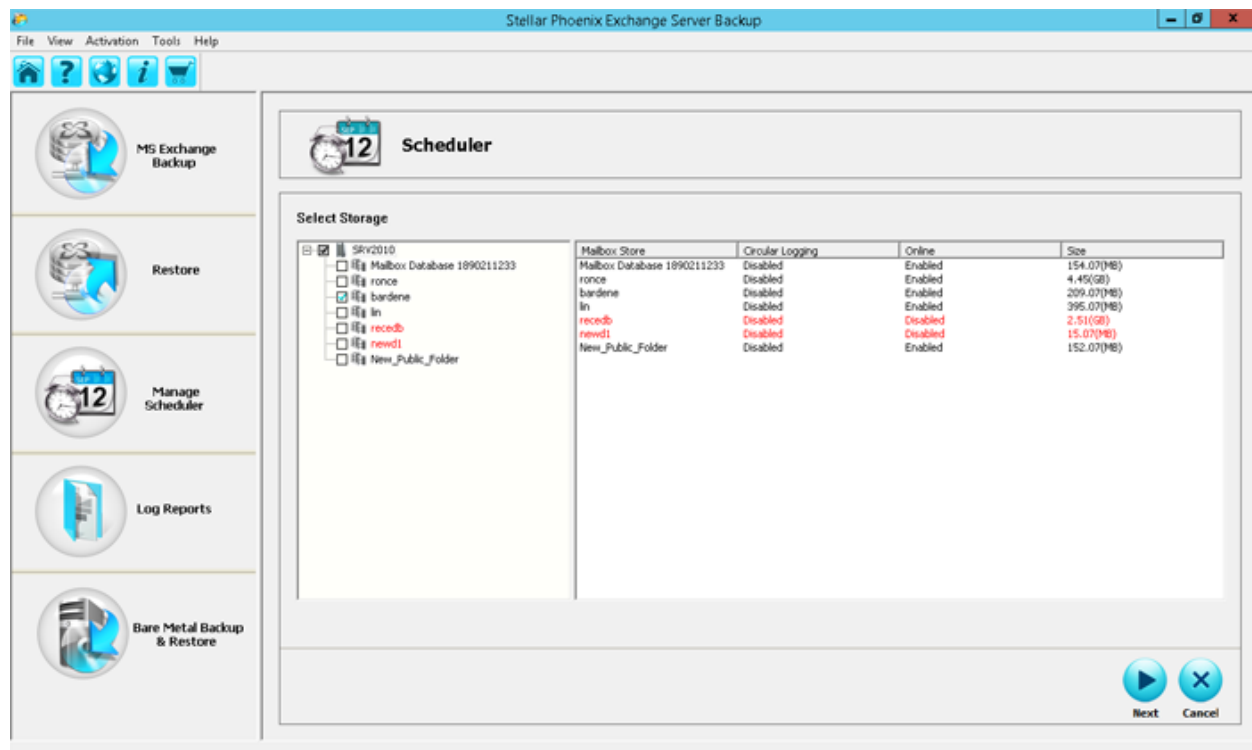 Stellar Phoenix Exchange Server Backup
File View Activation Tools Help
MS Exchange
Backup
Restore
Manage
Scheduler
Log Reports
Bare Metal Backup
& Restore
SEP 3
12
Scheduler
Select Storage
SRV2010
Mailbox Database 1890211233
ronce
bardene
lin
recedb
newd1
New_Public_Folder
Mailbox Store Circular Logging Online Size
Mailbox Database 1890211233 Disabled Enabled 154.07(MB)
ronce Disabled Enabled 4.45(GB)
bardene Disabled Enabled 209.07(MB)
lin Disabled Enabled 395.07(MB)
recedb Disabled Disabled 2.51(GB)
newd1 Disabled Disabled 15.07(MB)
New_Public_Folder Disabled Enabled 152.07(MB)
Next Cancel